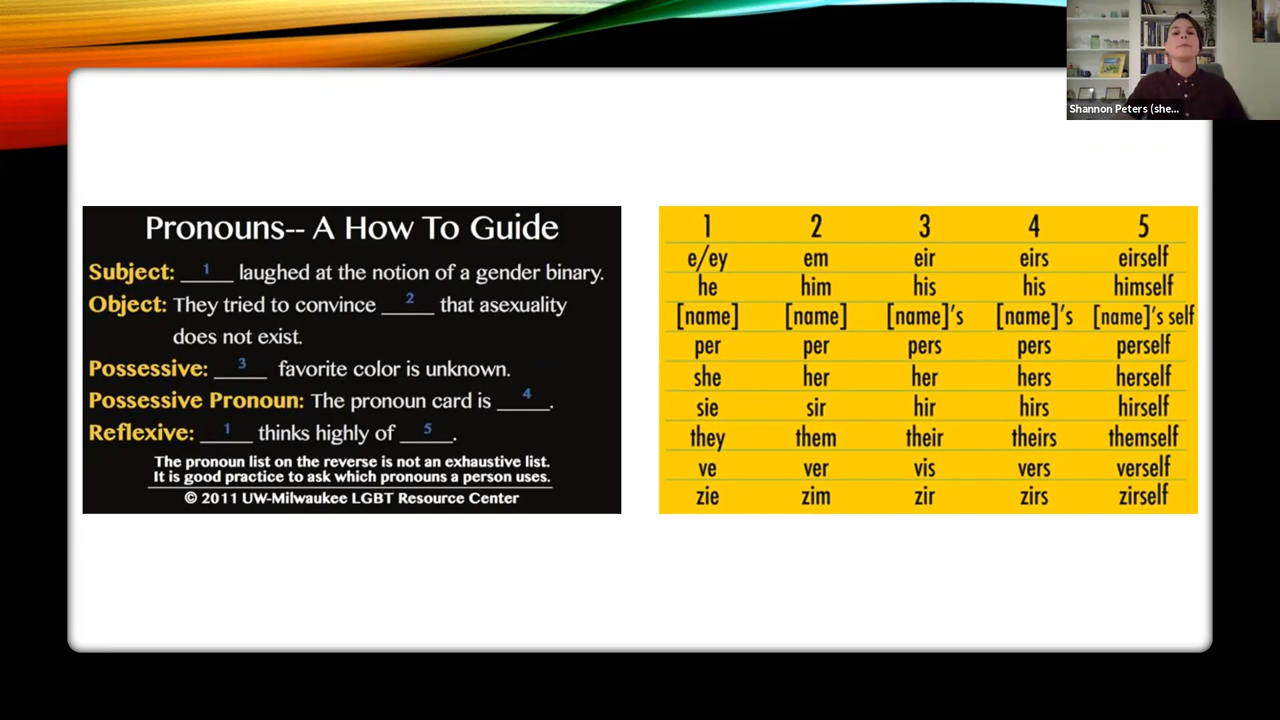 Shannon Peters (she...
Pronouns-- A How To Guide
Subject: __1__ laughed at the notion of a gender binary.
Object: They tried to convince __2__ that asexuality
does not exist.
Possessive: __3__ favorite color is unknown.
Possessive Pronoun: The pronoun card is __4__.
Reflexive: __1__ thinks highly of __5__.
The pronoun list on the reverse is not an exhaustive list.
It is good practice to ask which pronouns a person uses.
© 2011 UW-Milwaukee LGBT Resource Center
1 2 3 4 5
e/ey em eir eirs eirself
he him his his himself
[name] [name] [name]'s [name]'s [name]'s self
per per pers pers perself
she her her hers herself
sie sir hir hirs hirself
they them their theirs themself
ve ver vis vers verself
zie zim zir zirs zirself